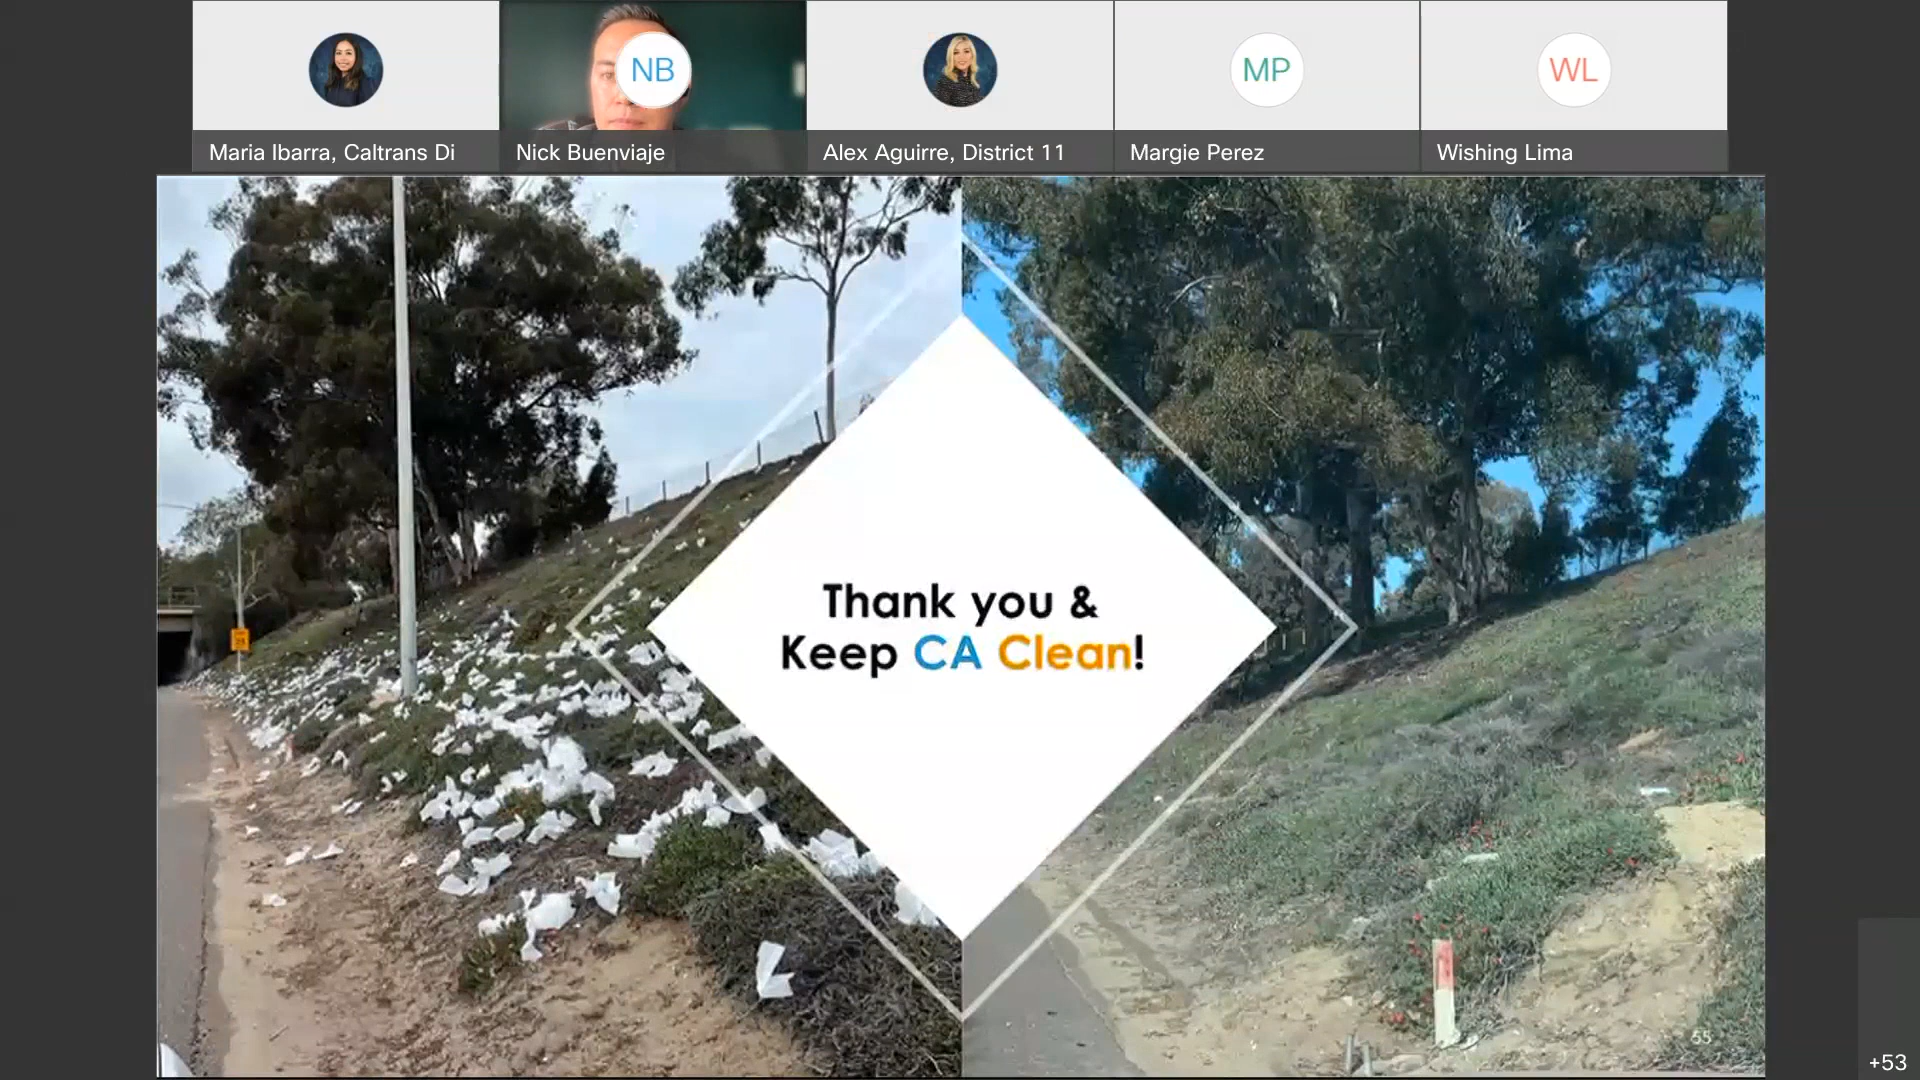 NB
MP
WL
Maria Ibarra, Caltrans Di
Nick Buenviaje
Alex Aguirre, District 11
Margie Perez
Wishing Lima
Thank you &
Keep CA Clean!
55
+53